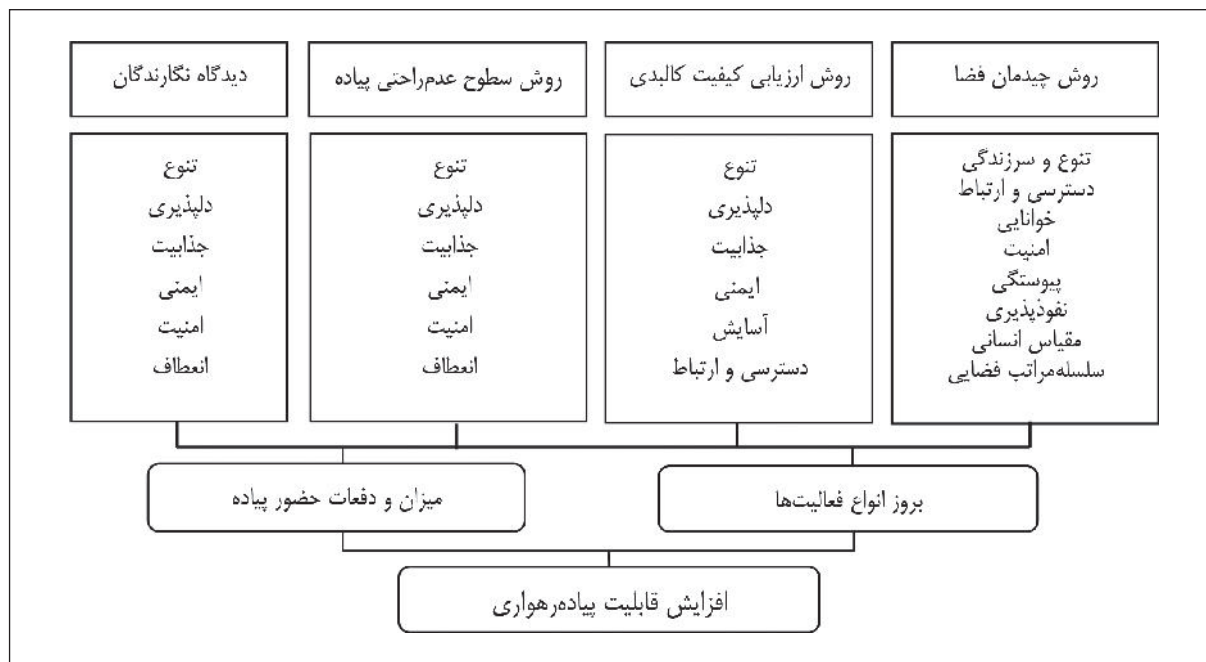 روش چیدمان فضا
تنوع و سرزندگی
دسترسی و ارتباط
خوانایی
امنیت
پیوستگی
نفوذپذیری
مقیاس انسانی
سلسله‌مراتب فضایی
روش ارزیابی کیفیت کالبدی
تنوع
دلپذیری
جذابیت
ایمنی
آسایش
دسترسی و ارتباط
روش سطوح عدم‌راحتی پیاده
تنوع
دلپذیری
جذابیت
ایمنی
امنیت
انعطاف
دیدگاه نگارندگان
تنوع
دلپذیری
جذابیت
ایمنی
امنیت
انعطاف
بروز انواع فعالیت‌ها
میزان و دفعات حضور پیاده
افزایش قابلیت پیاده‌رهواری